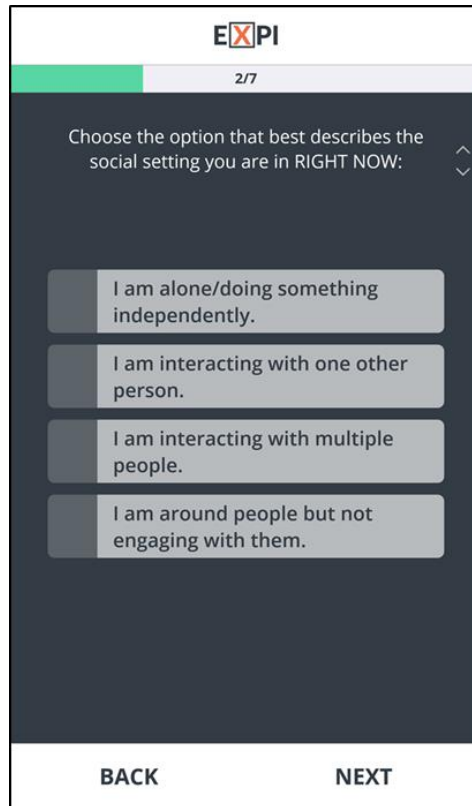 EXPI
2/7
Choose the option that best describes the
social setting you are in RIGHT NOW:
I am alone/doing something
independently.
I am interacting with one other
person.
I am interacting with multiple
people.
I am around people but not
engaging with them.
BACK NEXT